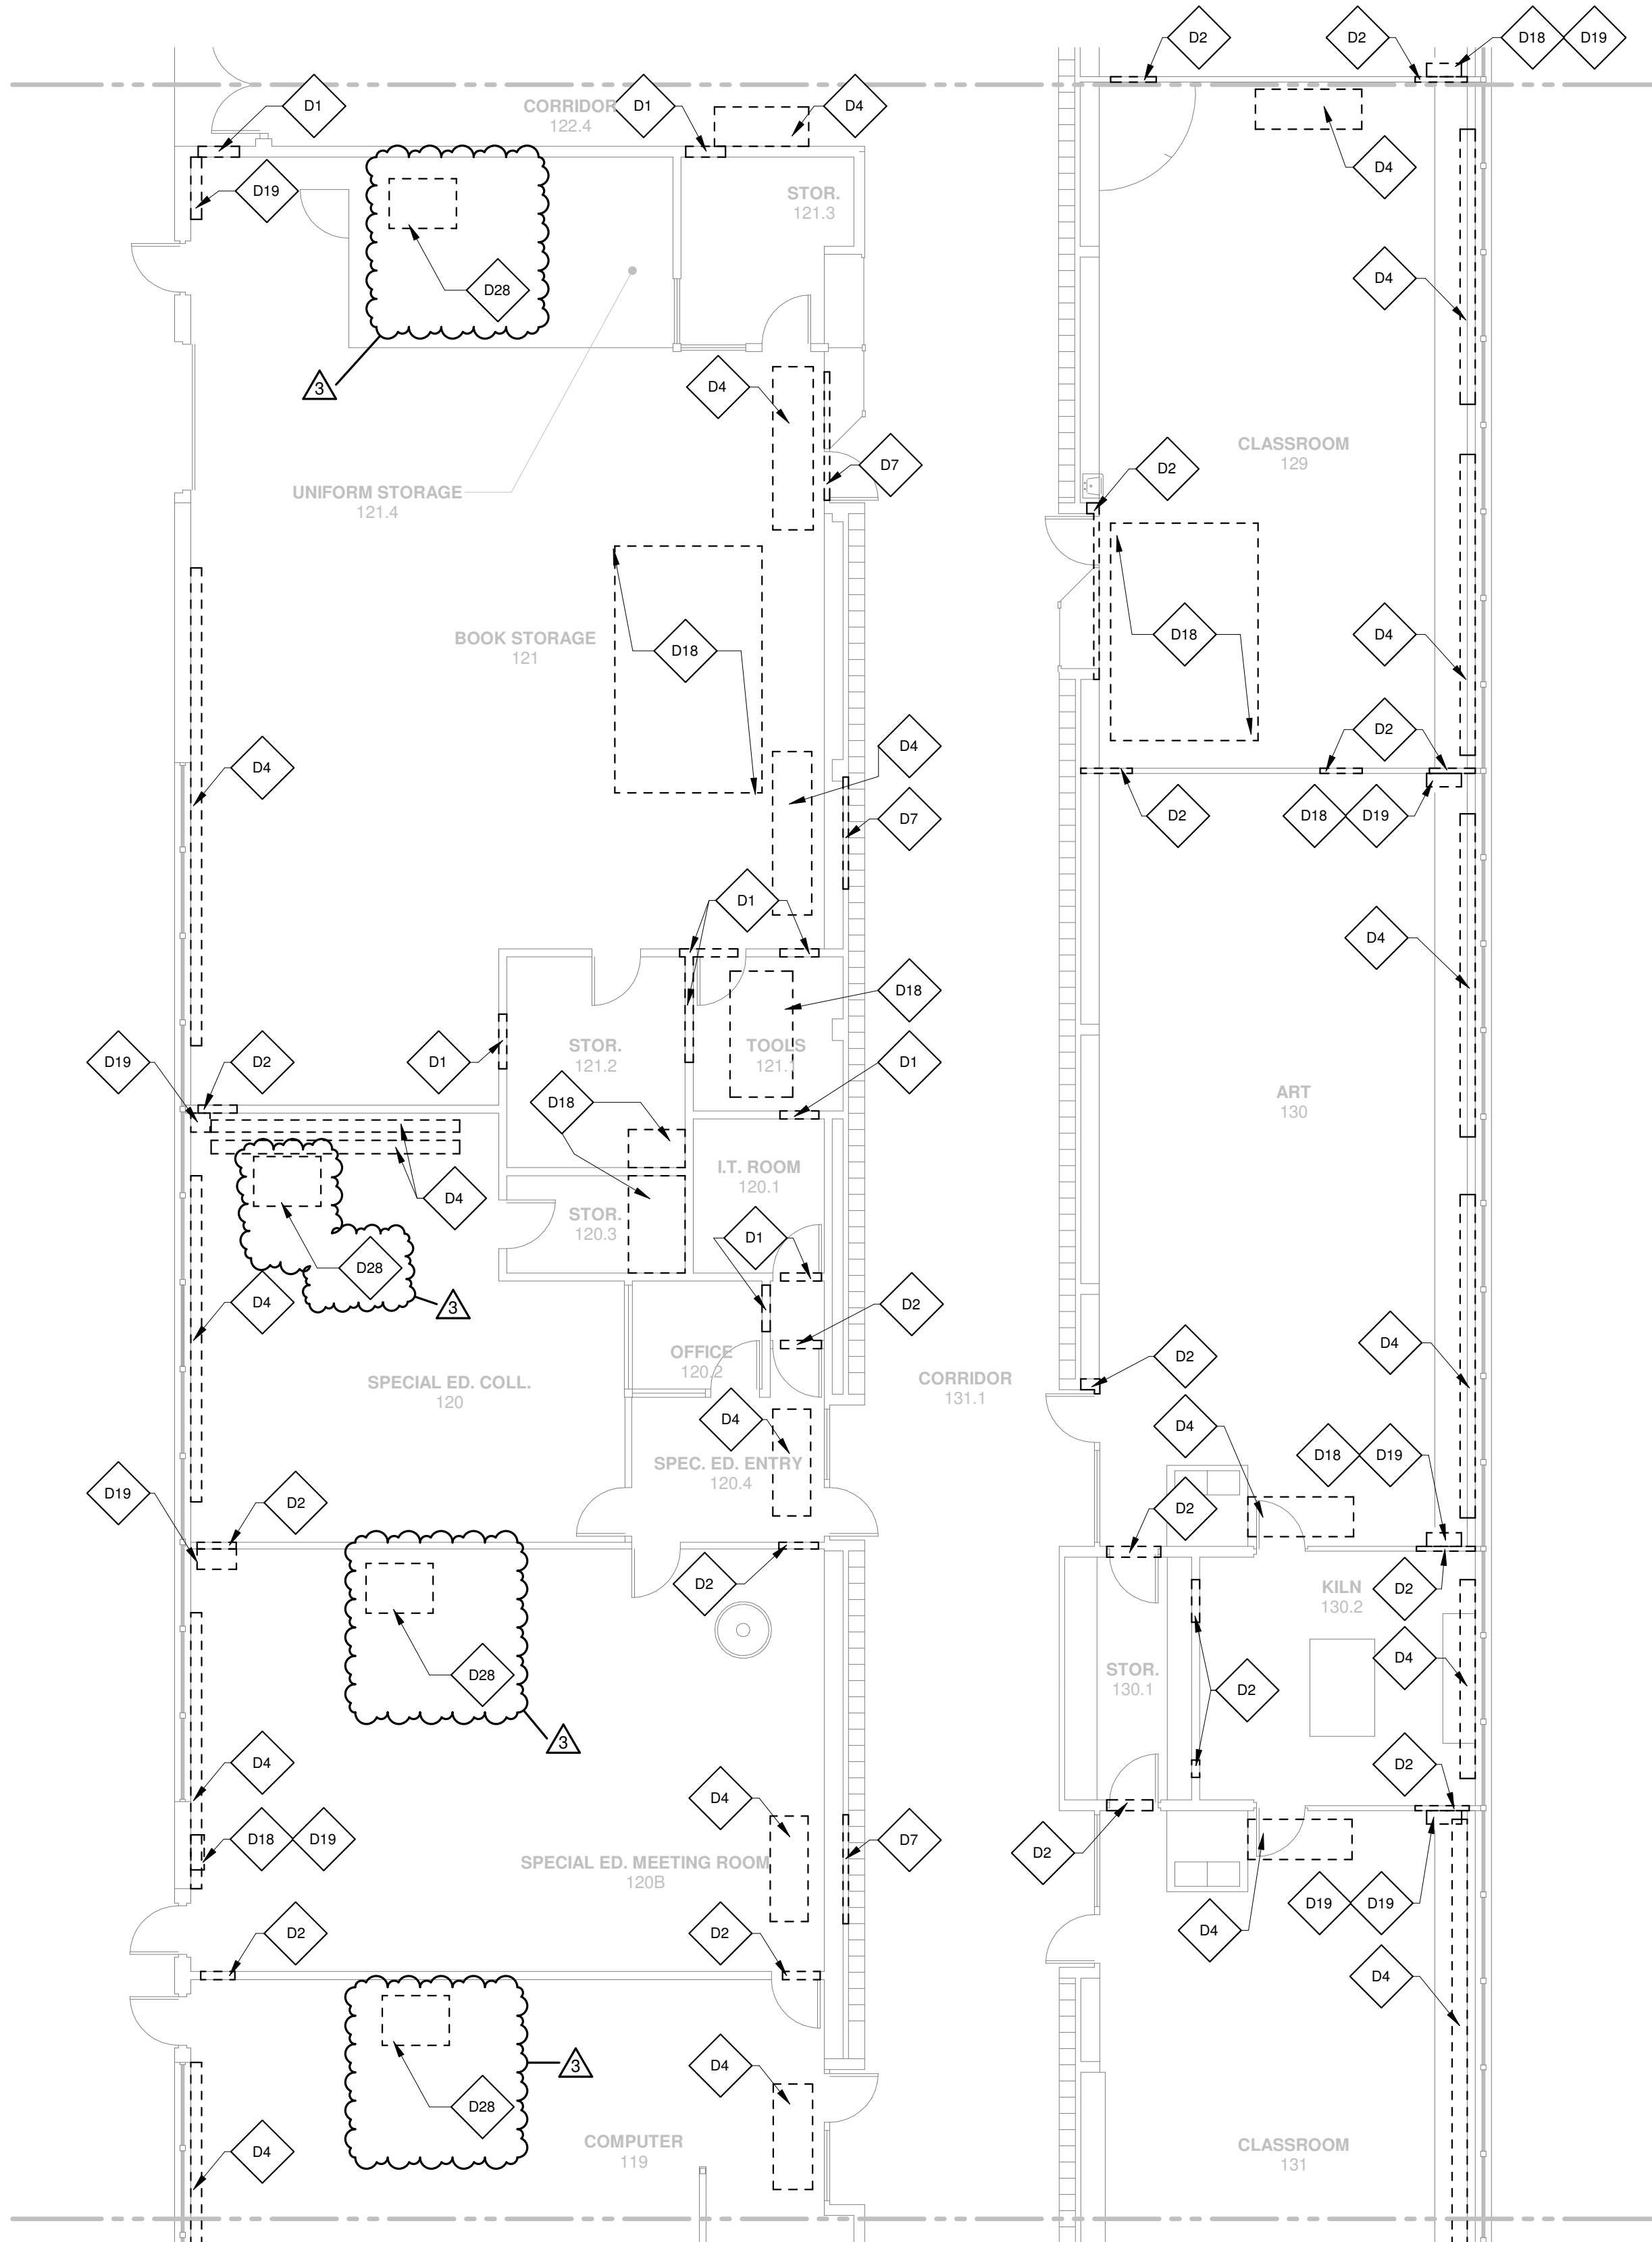 D2
D2
D18
D19
D1
CORRIDOR
122.4
D1
D4
D4
D19
STOR.
121.3
D28
D4
3
D4
CLASSROOM
129
D7
D2
UNIFORM STORAGE
121.4
BOOK STORAGE
121
D18
D18
D4
D4
D4
D2
D7
D2
D18
D19
D1
D4
D18
D19
D2
D1
STOR.
121.2
TOOLS
121.1
D1
ART
130
D18
I.T. ROOM
120.1
D4
STOR.
120.3
D1
D28
D4
3
D2
D4
OFFICE
120.2
D2
SPECIAL ED. COLL.
120
CORRIDOR
131.1
D4
D4
SPEC. ED. ENTRY
120.4
D18
D19
D19
D2
D2
D2
D2
KILN
130.2
D28
STOR.
130.1
D4
D2
3
D4
D2
D4
D18
D19
D7
D2
SPECIAL ED. MEETING ROOM
120B
D19
D19
D2
D2
D4
D4
3
D4
D28
COMPUTER
119
D4
CLASSROOM
131